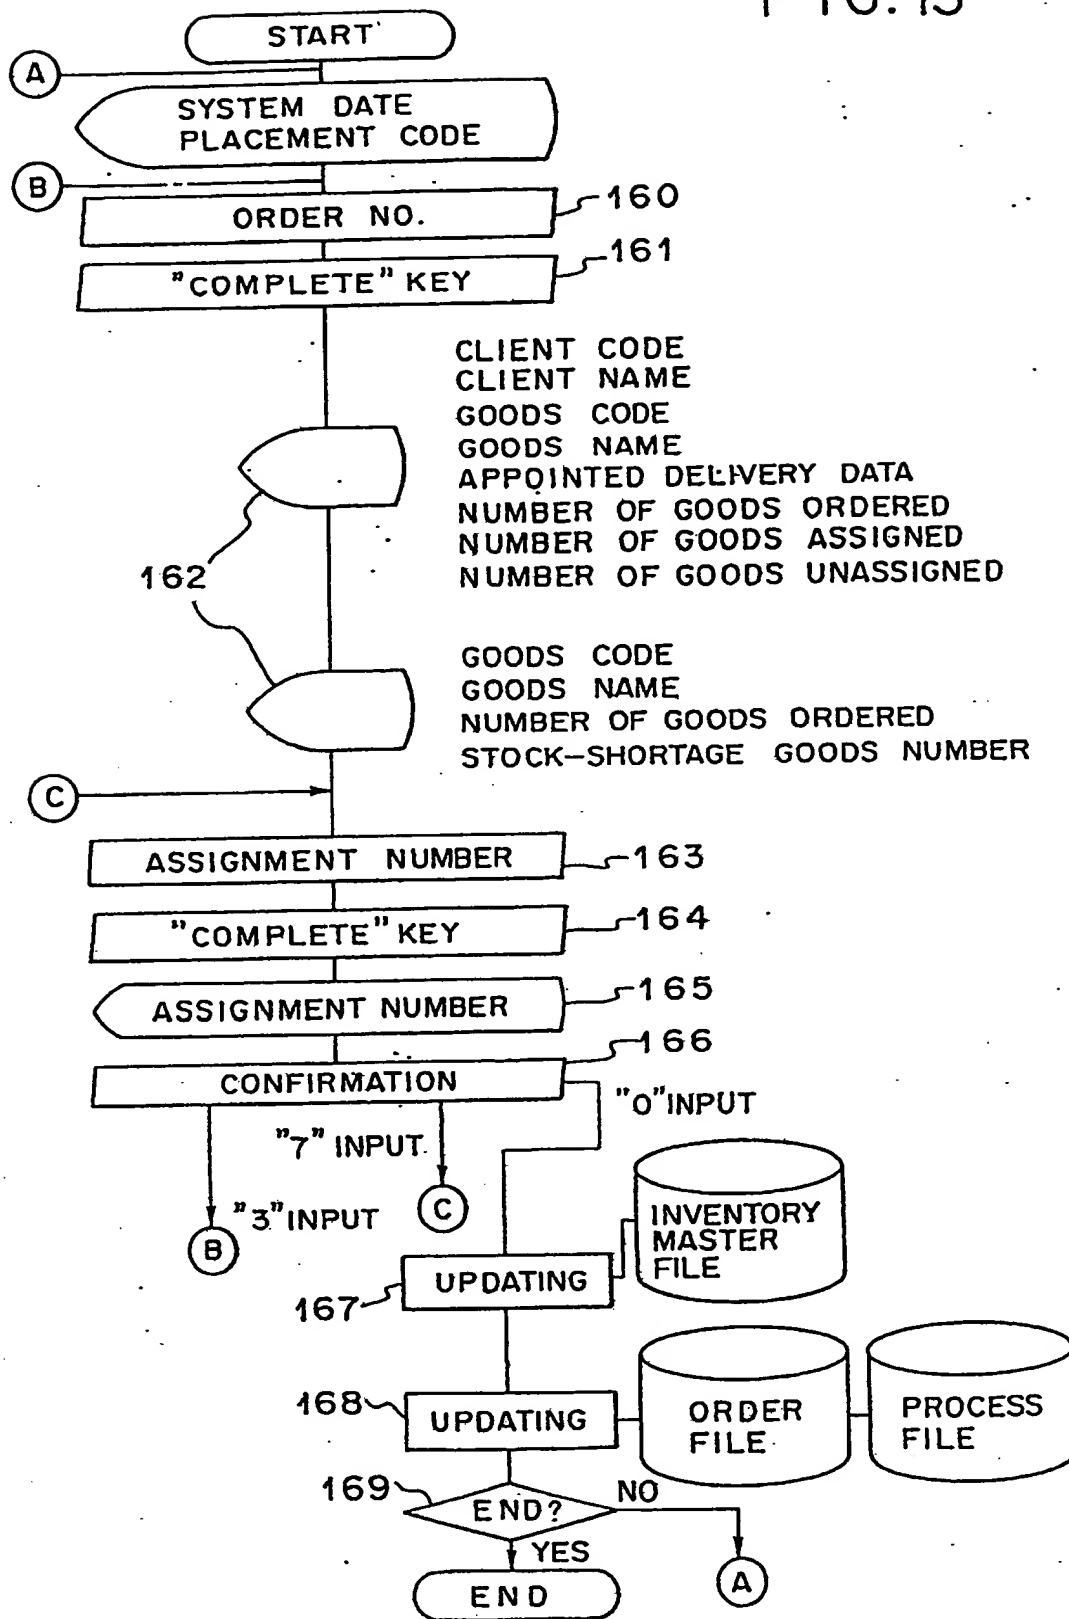 FIG. 13
START
A
SYSTEM DATE
PLACEMENT CODE
B
ORDER NO.
160
"COMPLETE" KEY
161
CLIENT CODE
CLIENT NAME
GOODS CODE
GOODS NAME
APPOINTED DELIVERY DATA
NUMBER OF GOODS ORDERED
NUMBER OF GOODS ASSIGNED
NUMBER OF GOODS UNASSIGNED
162
GOODS CODE
GOODS NAME
NUMBER OF GOODS ORDERED
STOCK-SHORTAGE GOODS NUMBER
C
ASSIGNMENT NUMBER
163
"COMPLETE" KEY
164
ASSIGNMENT NUMBER
165
CONFIRMATION
166
"0" INPUT
"7" INPUT
C
"3" INPUT
B
INVENTORY
MASTER
FILE
UPDATING
167
168
UPDATING
ORDER
FILE
PROCESS
FILE
169
END?
NO
YES
END
A